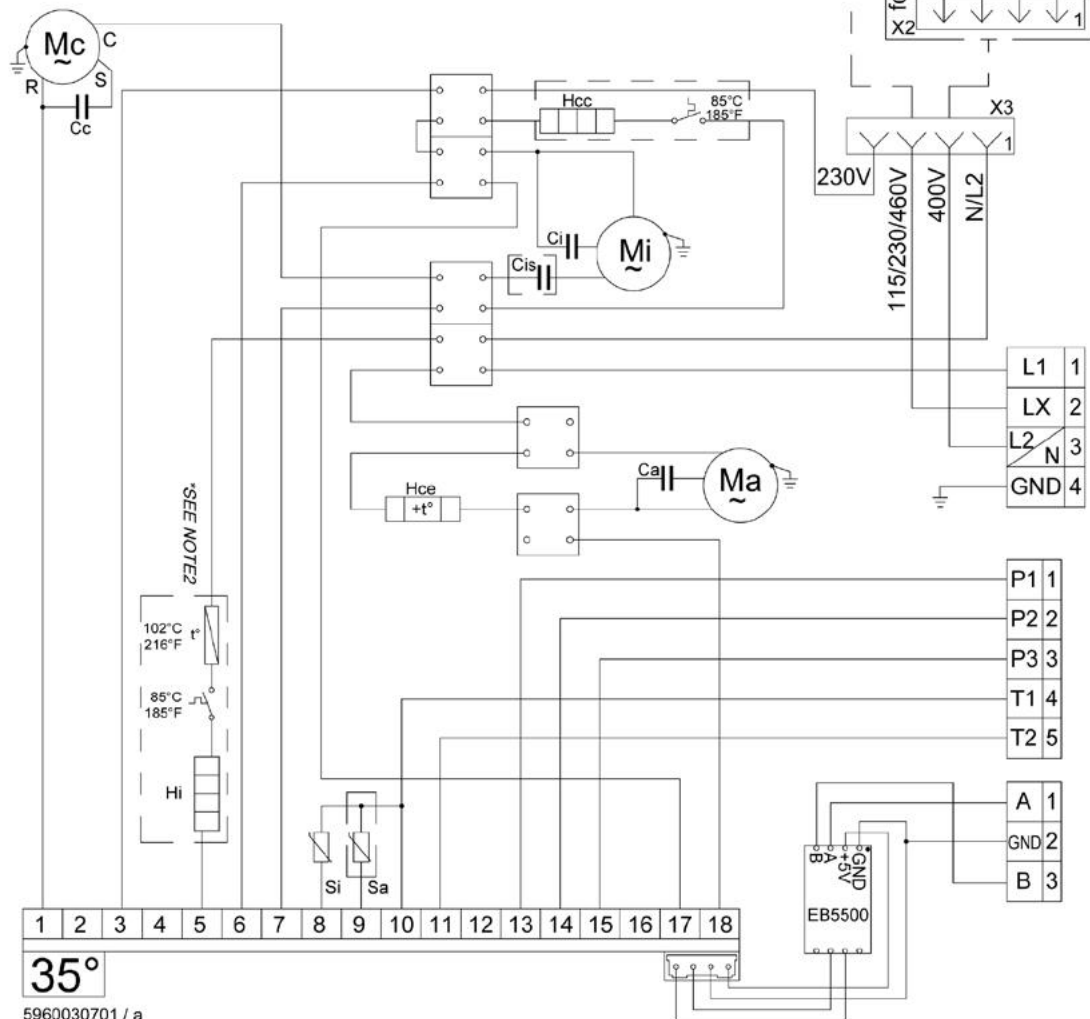 fo
X2
1
Mc
~
C
R
S
Cc
Hcc
85°C
185°F
X3
1
230V
115/230/460V
400V
N/L2
Ci
Mi
~
Cis
L1 1
LX 2
L2/N 3
GND 4
Ca
Ma
~
Hce
+t°
*SEE NOTE2
102°C
216°F
t°
85°C
185°F
Hi
P1 1
P2 2
P3 3
T1 4
T2 5
Si
Sa
A 1
GND 2
B 3
B A +5V GND
EB5500
1 2 3 4 5 6 7 8 9 10 11 12 13 14 15 16 17 18
35°
5960030701 / a